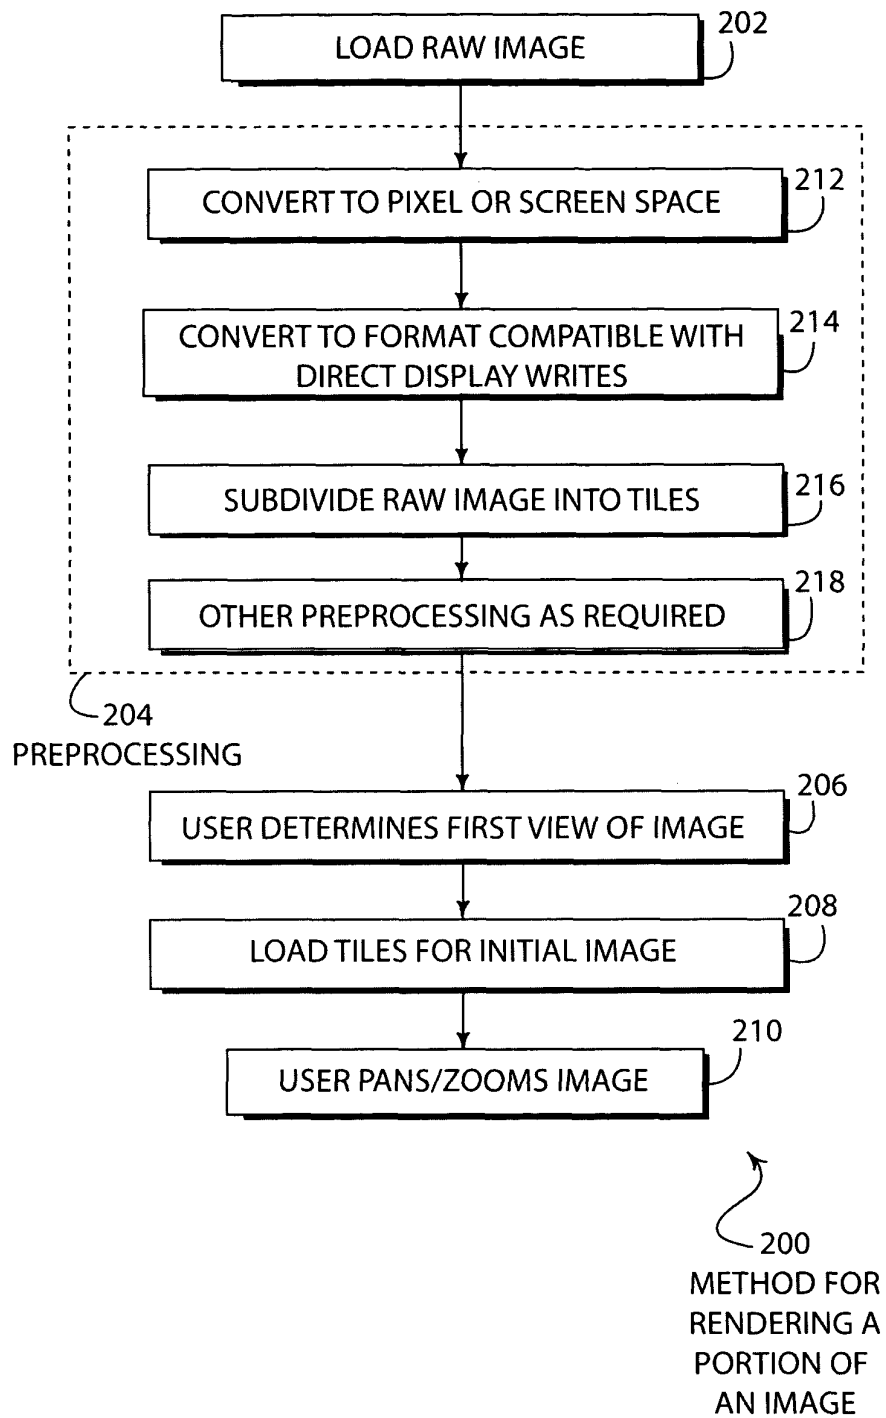 LOAD RAW IMAGE
202
CONVERT TO PIXEL OR SCREEN SPACE
212
CONVERT TO FORMAT COMPATIBLE WITH
DIRECT DISPLAY WRITES
214
SUBDIVIDE RAW IMAGE INTO TILES
216
OTHER PREPROCESSING AS REQUIRED
218
204
PREPROCESSING
USER DETERMINES FIRST VIEW OF IMAGE
206
LOAD TILES FOR INITIAL IMAGE
208
USER PANS/ZOOMS IMAGE
210
200
METHOD FOR
RENDERING A
PORTION OF
AN IMAGE